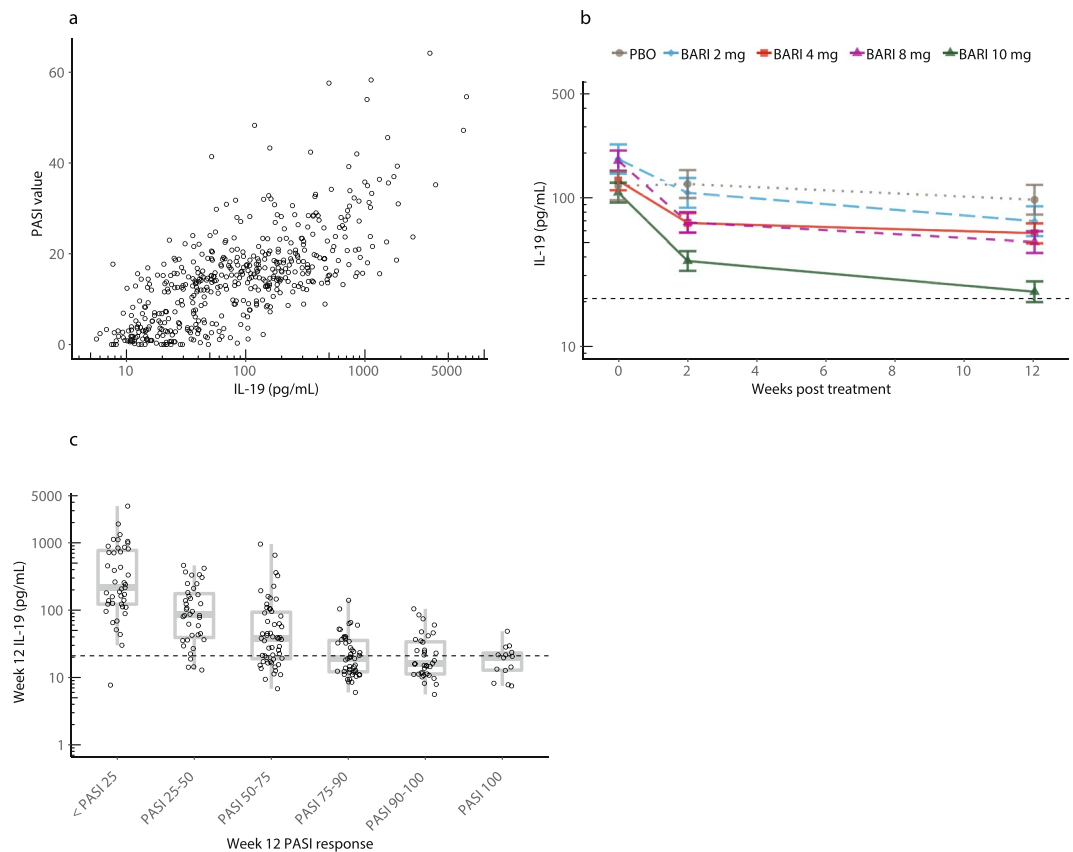 a
60
40
20
0
PASI value
10
100
1000
5000
IL-19 (pg/mL)
b
PBO
BARI 2 mg
BARI 4 mg
BARI 8 mg
BARI 10 mg
500
100
10
IL-19 (pg/mL)
0
2
4
6
8
10
12
Weeks post treatment
c
5000
1000
100
10
1
Week 12 IL-19 (pg/mL)
< PASI 25
PASI 25-50
PASI 50-75
PASI 75-90
PASI 90-100
PASI 100
Week 12 PASI response